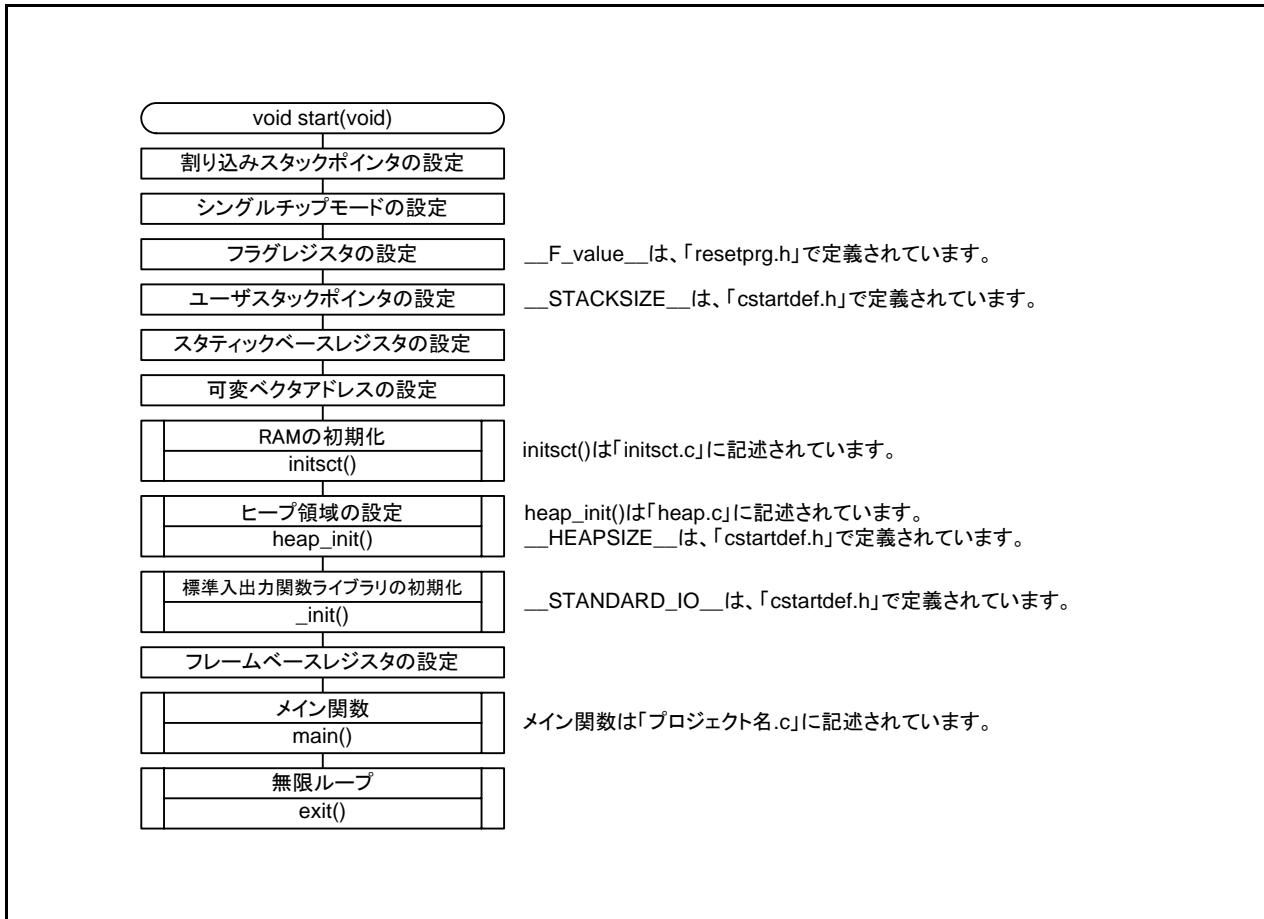 void start(void)
割り込みスタックポインタの設定
シングルチップモードの設定
フラグレジスタの設定
__F_value__は、「resetprg.h」で定義されています。
ユーザスタックポインタの設定
__STACKSIZE__は、「cstartdef.h」で定義されています。
スタティックベースレジスタの設定
可変ベクタアドレスの設定
RAMの初期化
initsct()
initsct()は「initsct.c」に記述されています。
ヒープ領域の設定
heap_init()
heap_init()は「heap.c」に記述されています。
__HEAPSIZE__は、「cstartdef.h」で定義されています。
標準入出力関数ライブラリの初期化
_init()
__STANDARD_IO__は、「cstartdef.h」で定義されています。
フレームベースレジスタの設定
メイン関数
main()
メイン関数は「プロジェクト名.c」に記述されています。
無限ループ
exit()